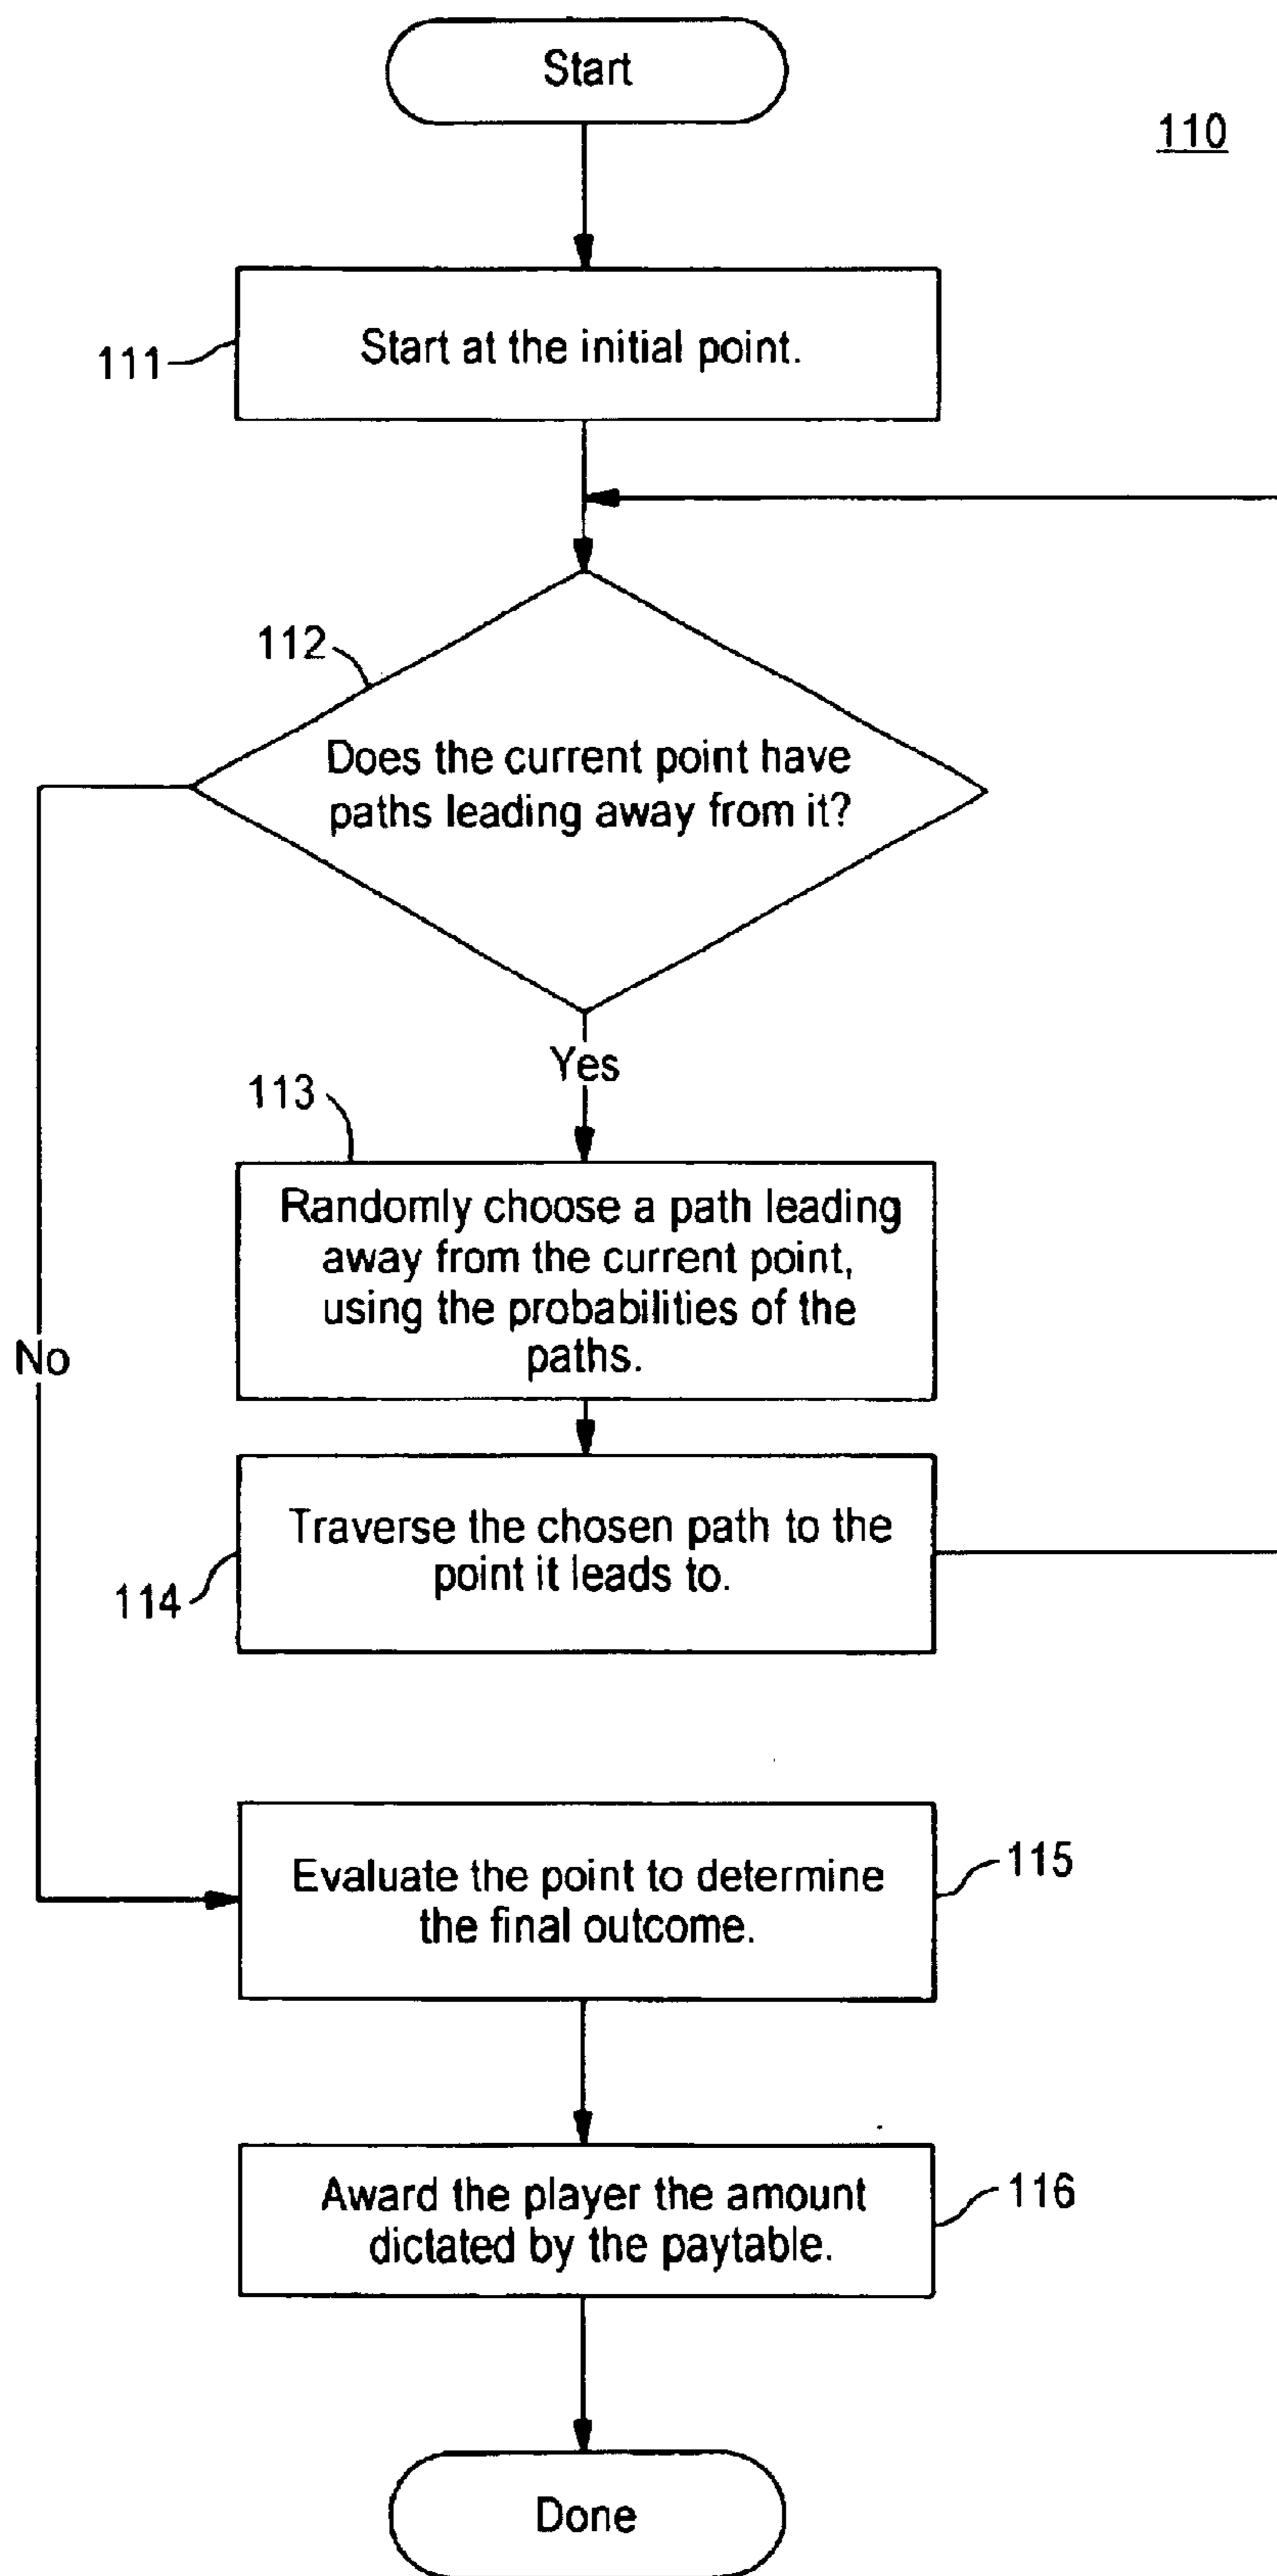 Start
110
111
Start at the initial point.
112
Does the current point have
paths leading away from it?
Yes
113
Randomly choose a path leading
away from the current point,
using the probabilities of the
paths.
No
Traverse the chosen path to the
point it leads to.
114
Evaluate the point to determine
the final outcome.
115
Award the player the amount
dictated by the paytable.
116
Done